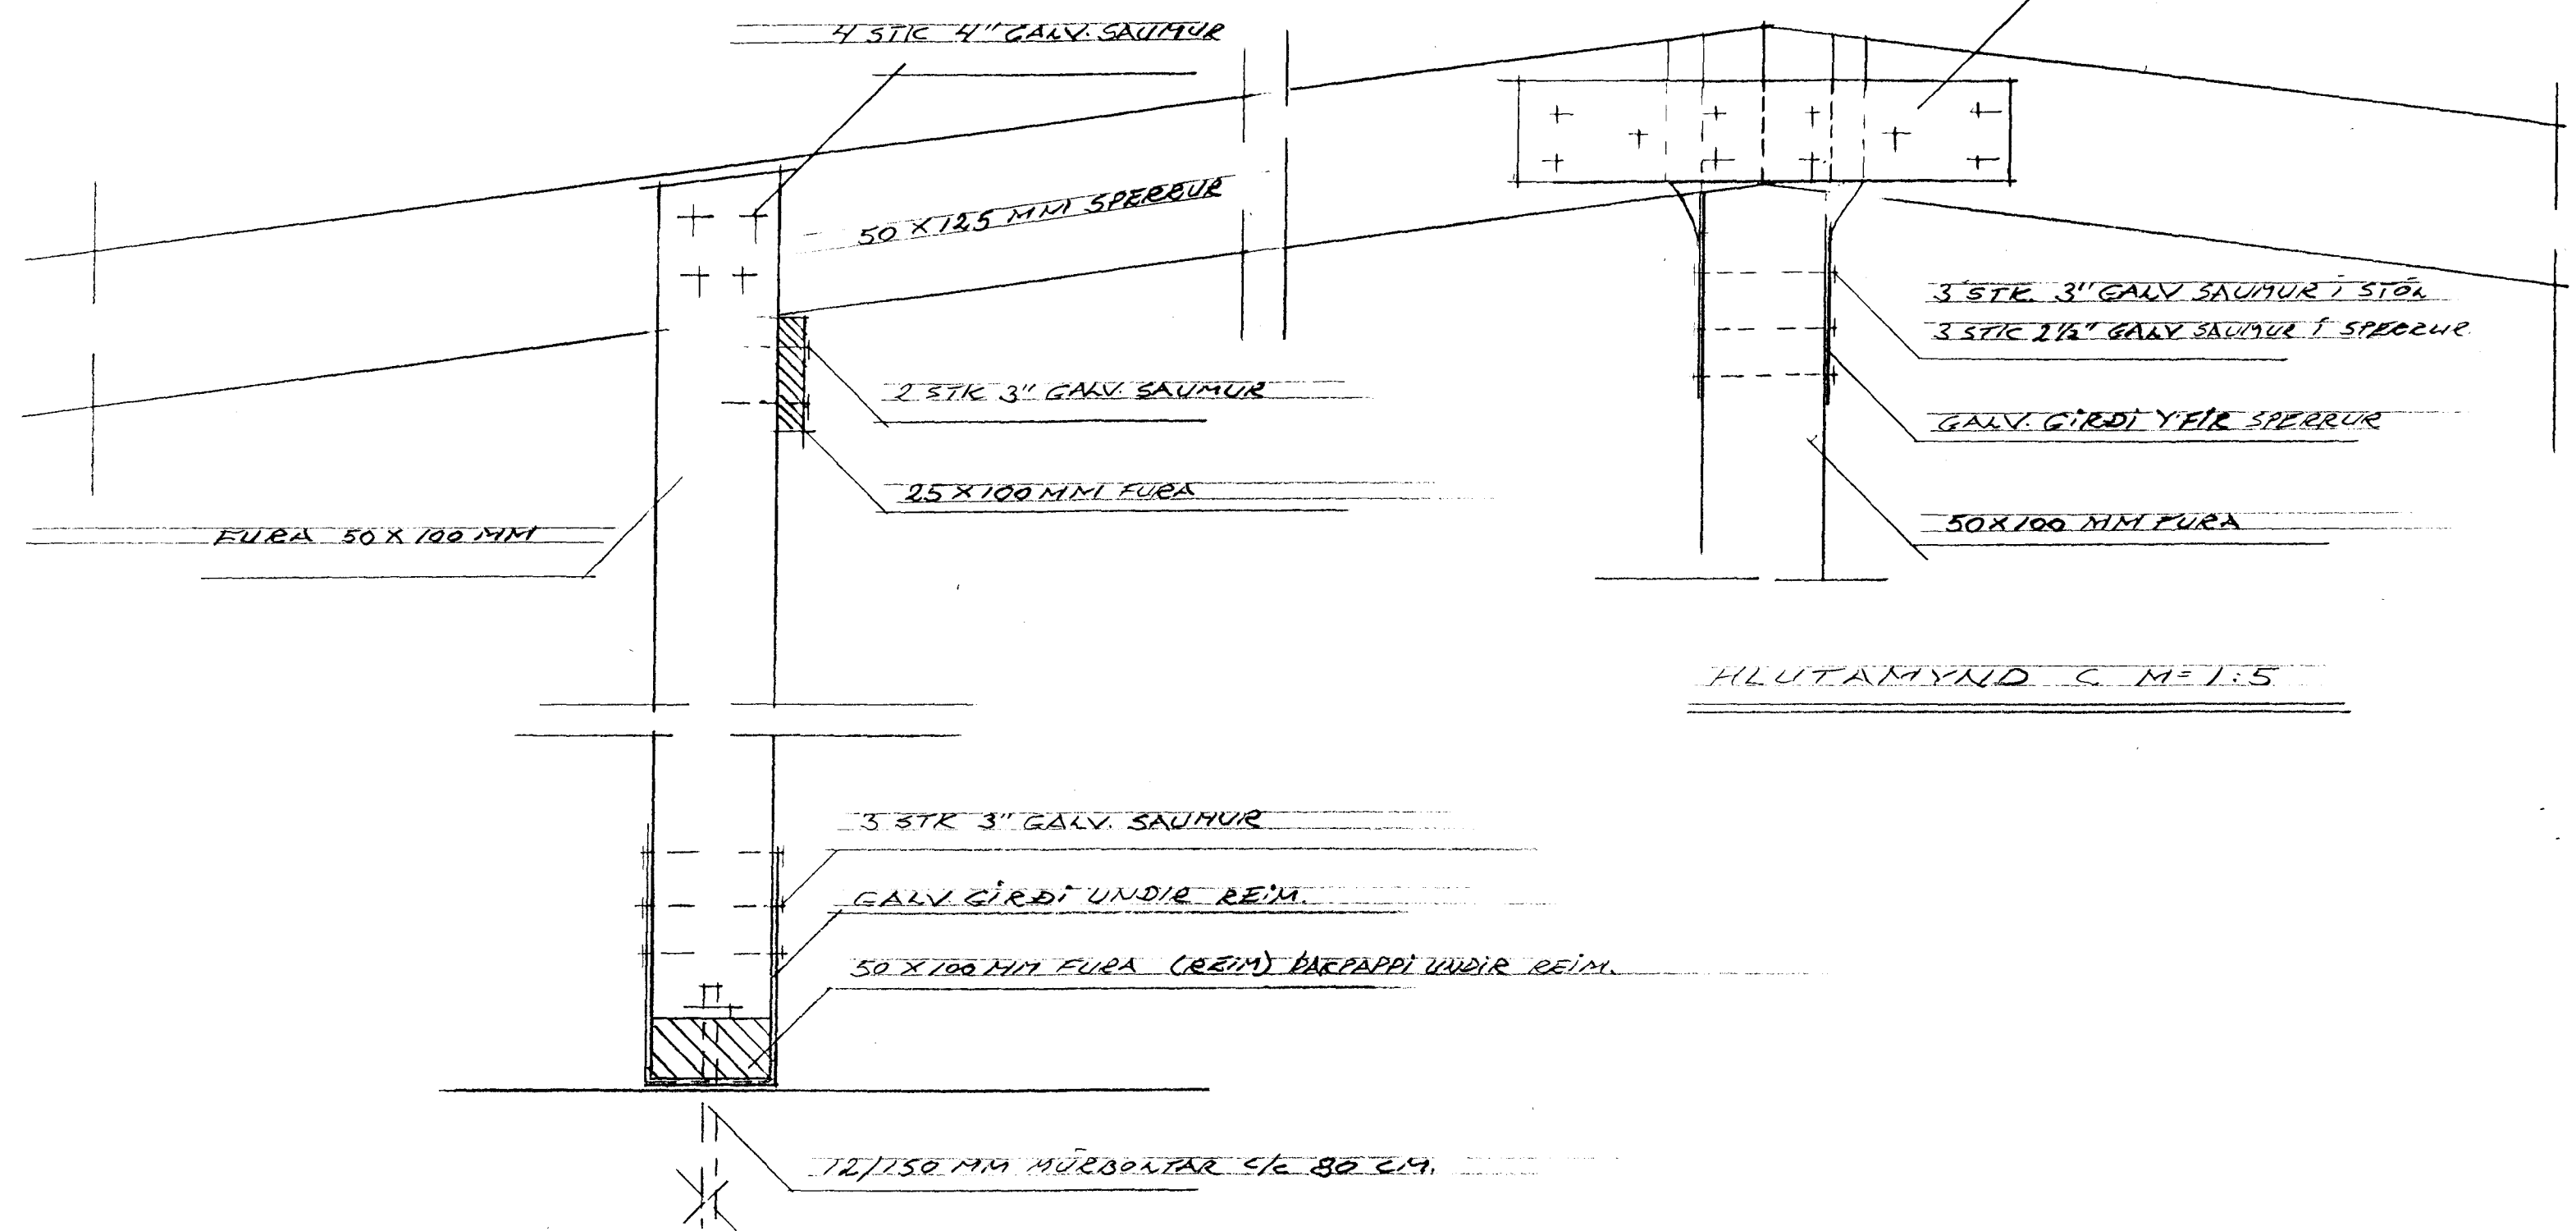 4 STK 4" GALV. SAUMUR
50 X 125 MM SPERRUR
2 STK 3" GALV. SAUMUR
25 X 100 MM FURA
FURA 50 X 100 MM
3 STK. 3" GALV SAUMUR Í STÓL
3 STK 2½" GALV SAUMUR Í SPERRUR.
GALV. GIRÐI YFIR SPERRUR
50X100 MM FURA
HLUTAMYND C M=1:5
3 STK 3" GALV. SAUMUR
GALV GIRÐI UNDIR REIM.
50 X 100 MM FURA (REIM) ÞAKPAPPI UNDIR REIM.
12/150 MM MÚRBOLTAR c/c 80 CM.